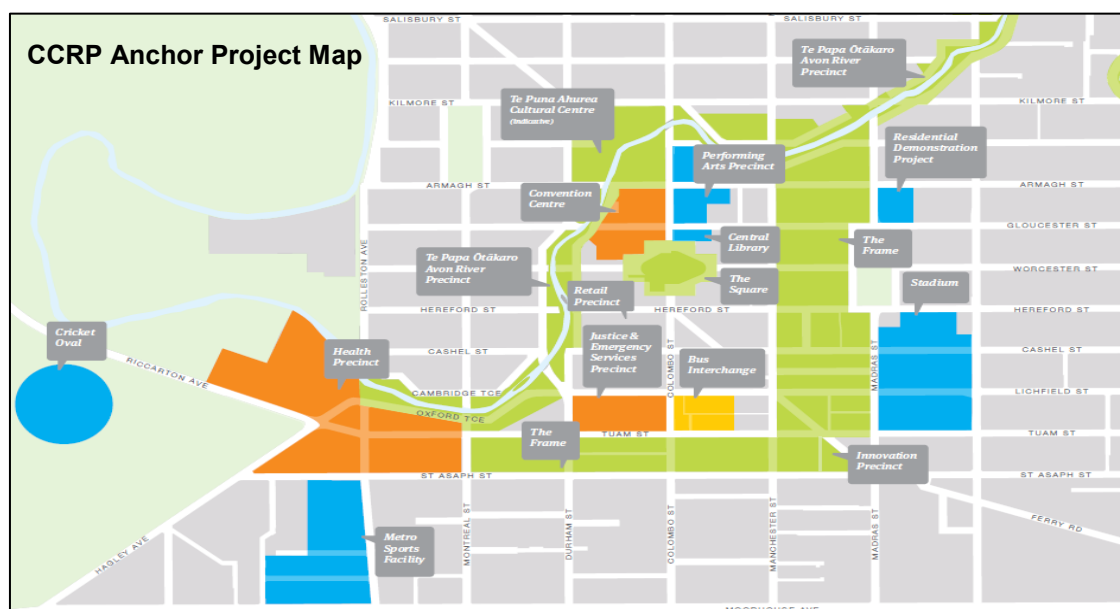 SALISBURY ST
SALISBURY ST
CCRP Anchor Project Map
Te Papa Ōtākaro
Avon River
Precinct
Te Puna Ahurea
Cultural Centre
(Indicative)
KILMORE ST
KILMORE ST
Residential
Demonstration
Project
Performing
Arts Precinct
ARMAGH ST
ARMAGH ST
Convention
Centre
GLOUCESTER ST
Central
Library
The
Frame
Te Papa Ōtākaro
Avon River
Precinct
ROLLESTON AVE
The
Square
WORCESTER ST
Stadium
Retail
Precinct
HEREFORD ST
HEREFORD ST
HEREFORD ST
Cricket
Oval
RICCARTON AVE
Health
Precinct
CASHEL ST
Justice &
Emergency
Services
Precinct
COLOMBO ST
Bus
Interchange
MADRAS ST
CASHEL ST
CAMBRIDGE TCE
OXFORD TCE
LICHFIELD ST
The
Frame
TUAM ST
TUAM ST
Innovation
Precinct
ST ASAPH ST
ST ASAPH ST
HAGLEY AVE
Metro
Sports
Facility
MONTREAL ST
DURHAM ST
COLOMBO ST
MANCHESTER ST
MADRAS ST
FERRY RD
MOORHOUSE AVE